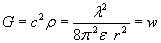 G = c² ρ = λ² / 8π² ε r² = w